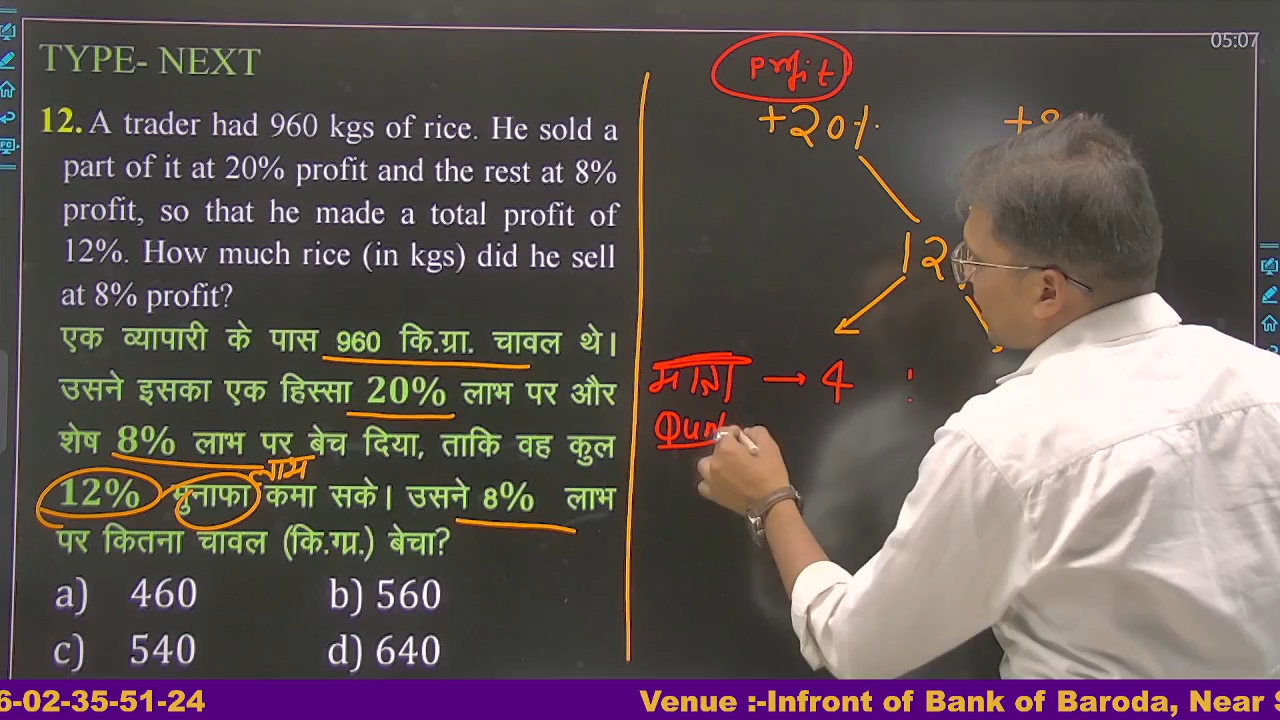 05:07
TYPE- NEXT
12. A trader had 960 kgs of rice. He sold a
part of it at 20% profit and the rest at 8%
profit, so that he made a total profit of
12%. How much rice (in kgs) did he sell
at 8% profit?
एक व्यापारी के पास 960 कि.ग्रा. चावल थे।
उसने इसका एक हिस्सा 20% लाभ पर और
शेष 8% लाभ पर बेच दिया, ताकि वह कुल
लाभ
12% मुनाफा कमा सके। उसने 8% लाभ
पर कितना चावल (कि.ग्रा.) बेचा?
a) 460 b) 560
c) 540 d) 640
Profit
+20%
12
→ 4 :
6-02-35-51-24 Venue :-Infront of Bank of Baroda, Near